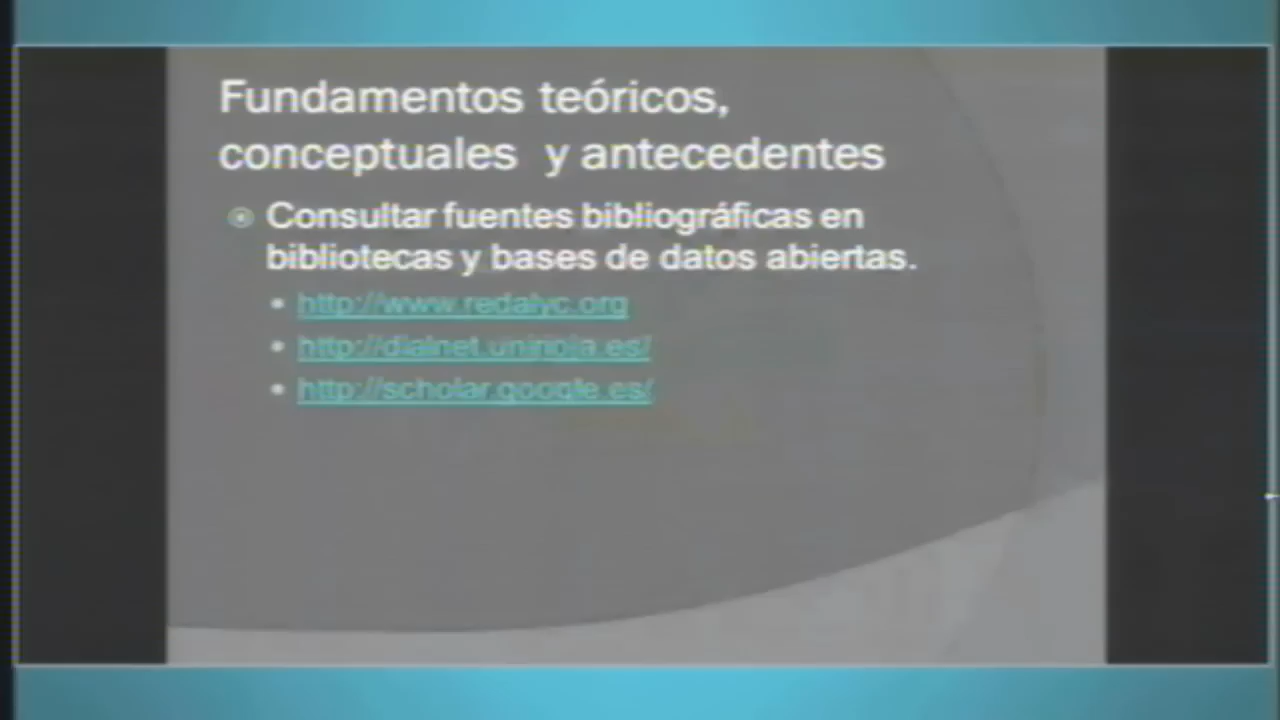 Fundamentos teóricos,
conceptuales y antecedentes
Consultar fuentes bibliográficas en
bibliotecas y bases de datos abiertas.
http://www.redalyc.org
http://dialnet.unirioja.es/
http://scholar.google.es/